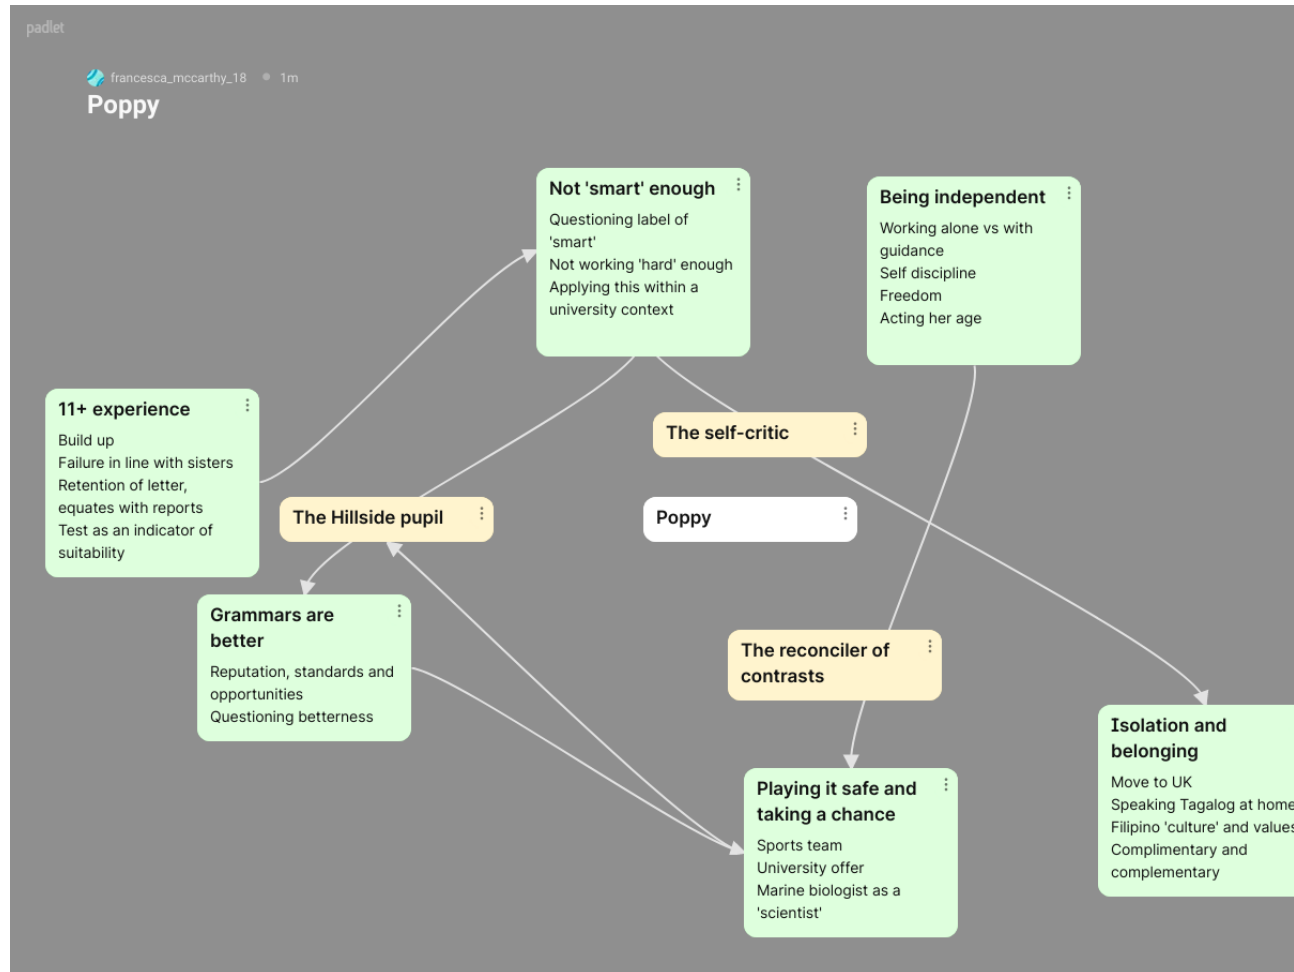 padlet
francesca_mccarthy_18 • 1m
Poppy
Not 'smart' enough
Questioning label of
'smart'
Not working 'hard' enough
Applying this within a
university context
Being independent
Working alone vs with
guidance
Self discipline
Freedom
Acting her age
11+ experience
Build up
Failure in line with sisters
Retention of letter,
equates with reports
Test as an indicator of
suitability
The self-critic
The Hillside pupil
Poppy
Grammars are
better
Reputation, standards and
opportunities
Questioning betterness
The reconciler of
contrasts
Isolation and
belonging
Move to UK
Speaking Tagalog at home
Filipino 'culture' and values
Complimentary and
complementary
Playing it safe and
taking a chance
Sports team
University offer
Marine biologist as a
'scientist'